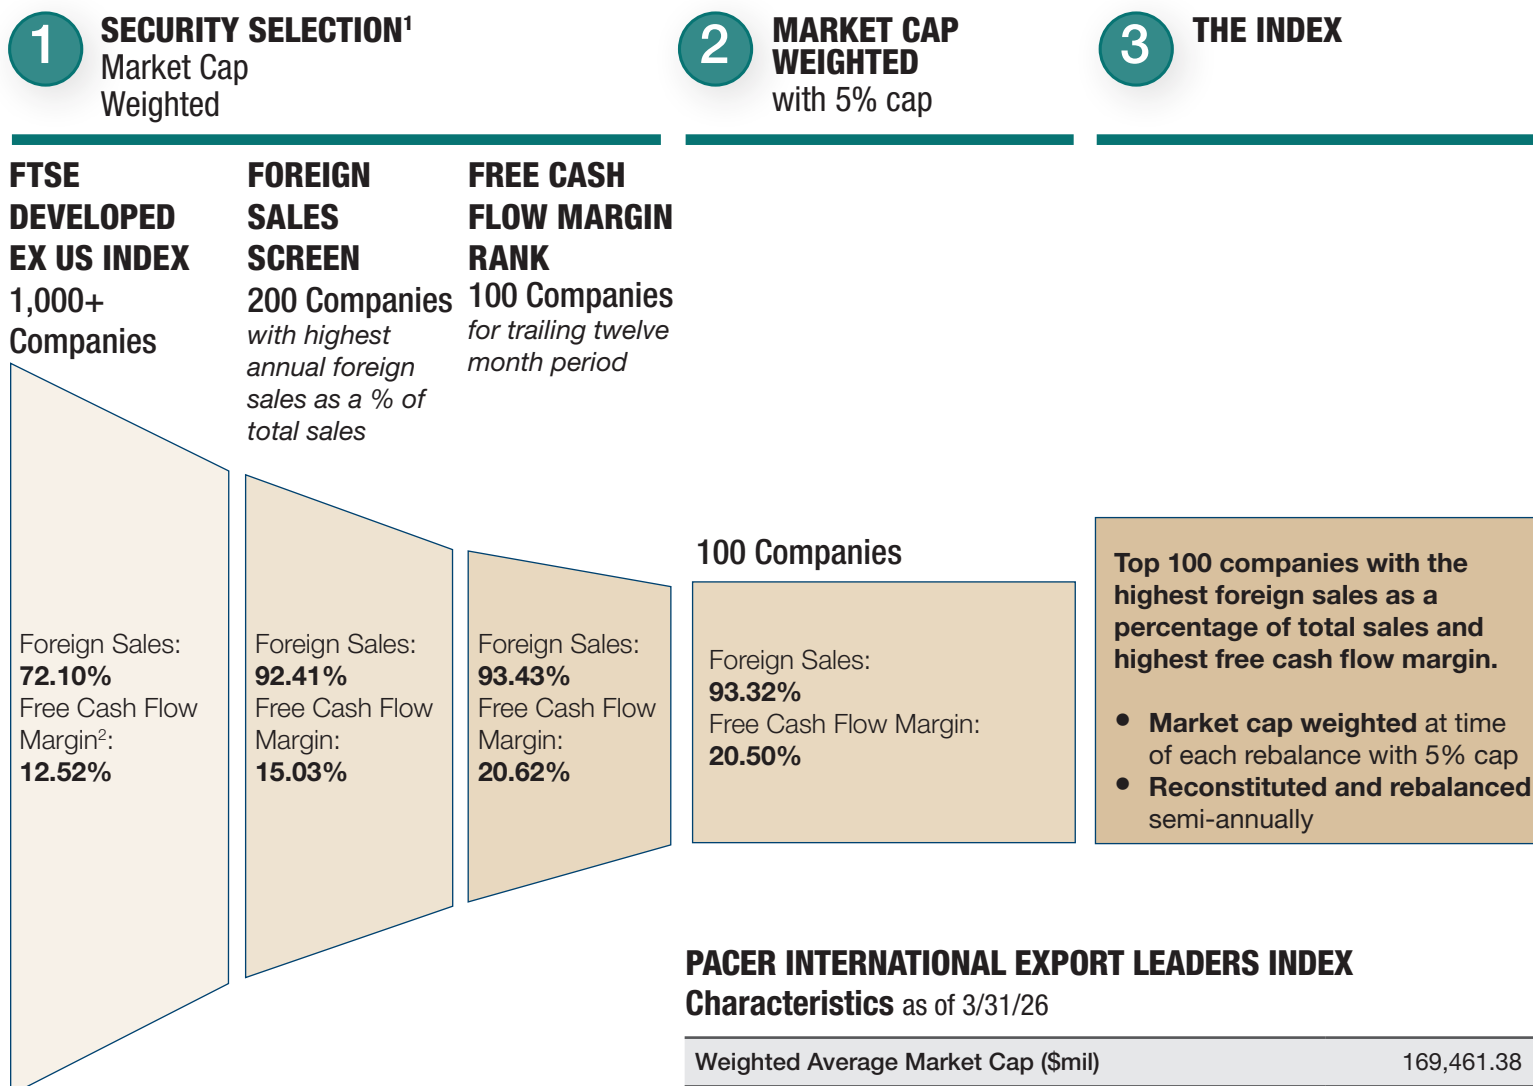 1
SECURITY SELECTION¹
Market Cap
Weighted
2
MARKET CAP
WEIGHTED
with 5% cap
3
THE INDEX
FTSE
DEVELOPED
EX US INDEX
1,000+
Companies
FOREIGN
SALES
SCREEN
200 Companies
with highest
annual foreign
sales as a % of
total sales
FREE CASH
FLOW MARGIN
RANK
100 Companies
for trailing twelve
month period
Foreign Sales:
72.10%
Free Cash Flow
Margin²:
12.52%
Foreign Sales:
92.41%
Free Cash Flow
Margin:
15.03%
Foreign Sales:
93.43%
Free Cash Flow
Margin:
20.62%
100 Companies
Foreign Sales:
93.32%
Free Cash Flow Margin:
20.50%
Top 100 companies with the
highest foreign sales as a
percentage of total sales and
highest free cash flow margin.
• Market cap weighted at time
of each rebalance with 5% cap
• Reconstituted and rebalanced
semi-annually
PACER INTERNATIONAL EXPORT LEADERS INDEX
Characteristics as of 3/31/26
Weighted Average Market Cap ($mil) 169,461.38